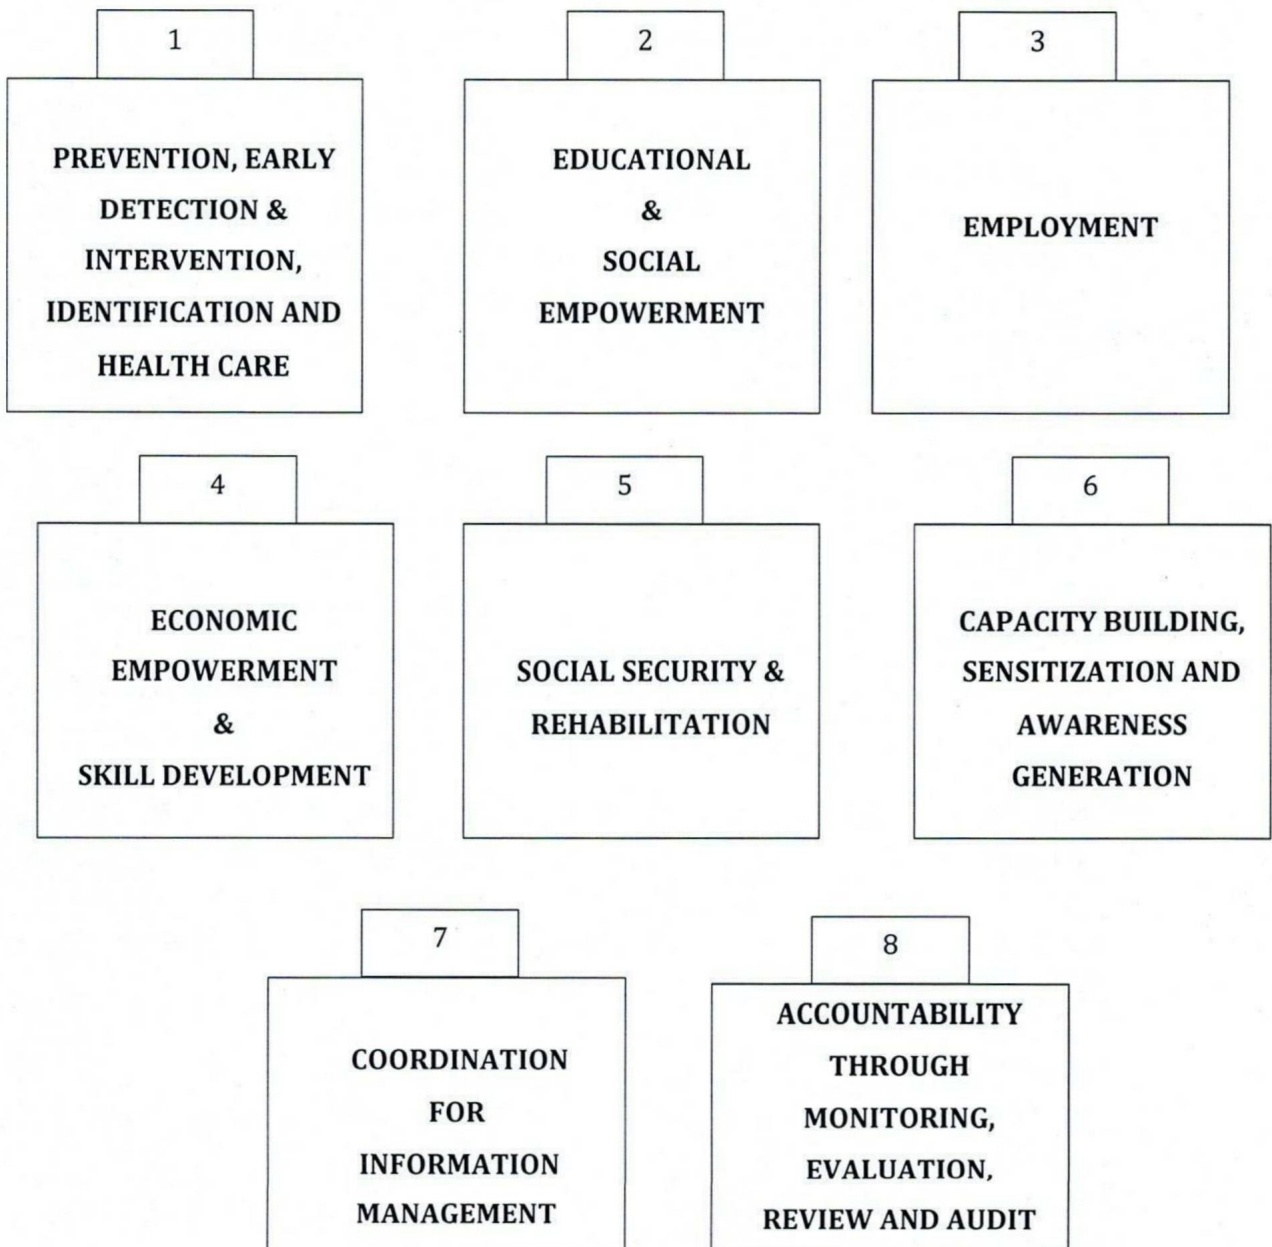 1
PREVENTION, EARLY
DETECTION &
INTERVENTION,
IDENTIFICATION AND
HEALTH CARE
2
EDUCATIONAL
&
SOCIAL
EMPOWERMENT
3
EMPLOYMENT
4
ECONOMIC
EMPOWERMENT
&
SKILL DEVELOPMENT
5
SOCIAL SECURITY &
REHABILITATION
6
CAPACITY BUILDING,
SENSITIZATION AND
AWARENESS
GENERATION
7
COORDINATION
FOR
INFORMATION
MANAGEMENT
8
ACCOUNTABILITY
THROUGH
MONITORING,
EVALUATION,
REVIEW AND AUDIT